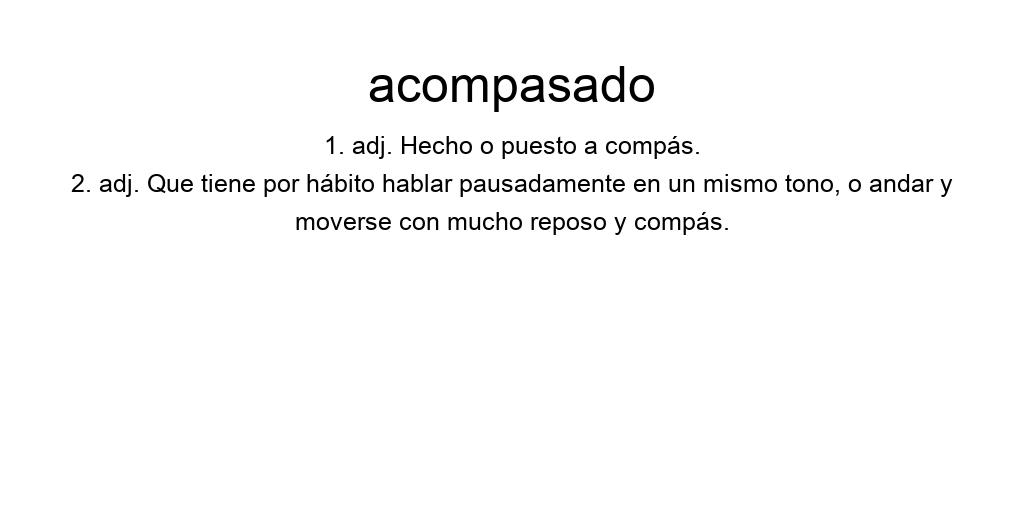 acompasado
1. adj. Hecho o puesto a compás.
2. adj. Que tiene por hábito hablar pausadamente en un mismo tono, o andar y
moverse con mucho reposo y compás.